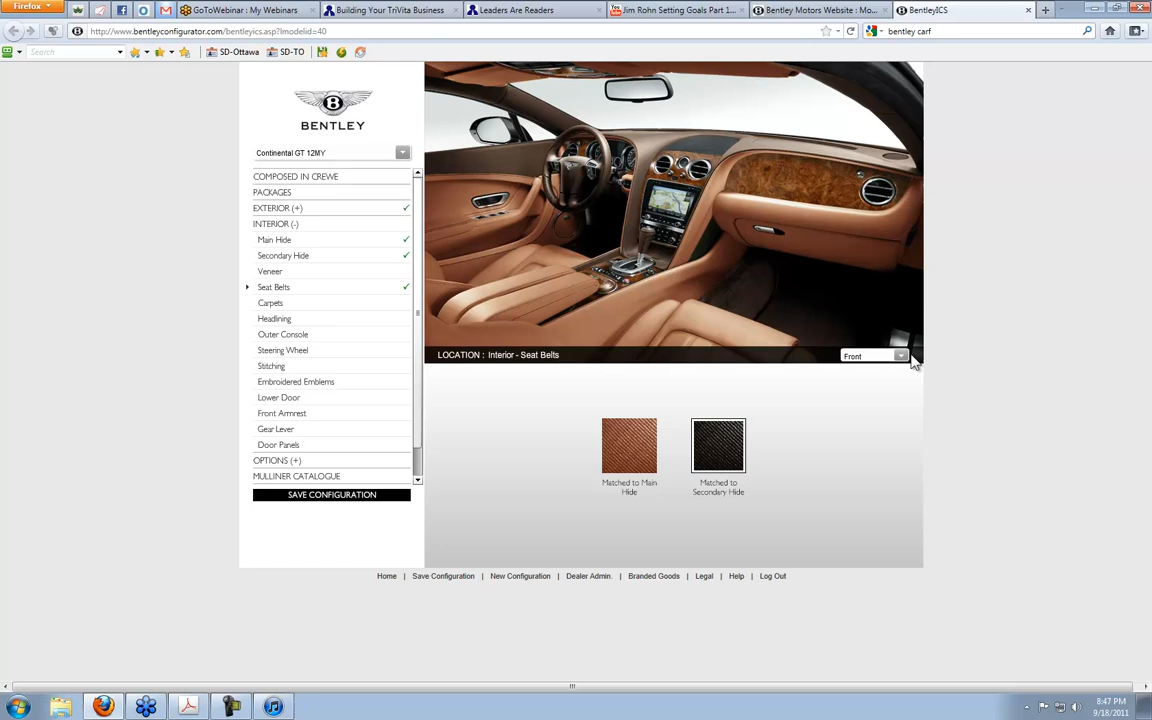 Firefox
GoToWebinar : My Webinars
Building Your TriVita Business
Leaders Are Readers
Jim Rohn Setting Goals Part 1...
Bentley Motors Website : Mo...
BentleyICS
http://www.bentleyconfigurator.com/bentleyics.asp?lmodelid=40
bentley carf
Search
SD-Ottawa
SD-TO
BENTLEY
Continental GT 12MY
COMPOSED IN CREWE
PACKAGES
EXTERIOR (+)
INTERIOR (-)
Main Hide
Secondary Hide
Veneer
Seat Belts
Carpets
Headlining
Outer Console
Steering Wheel
Stitching
Embroidered Emblems
Lower Door
Front Armrest
Gear Lever
Door Panels
OPTIONS (+)
MULLINER CATALOGUE
SAVE CONFIGURATION
LOCATION : Interior - Seat Belts
Front
Matched to Main
Hide
Matched to
Secondary Hide
Home | Save Configuration | New Configuration | Dealer Admin. | Branded Goods | Legal | Help | Log Out
8:47 PM
9/18/2011